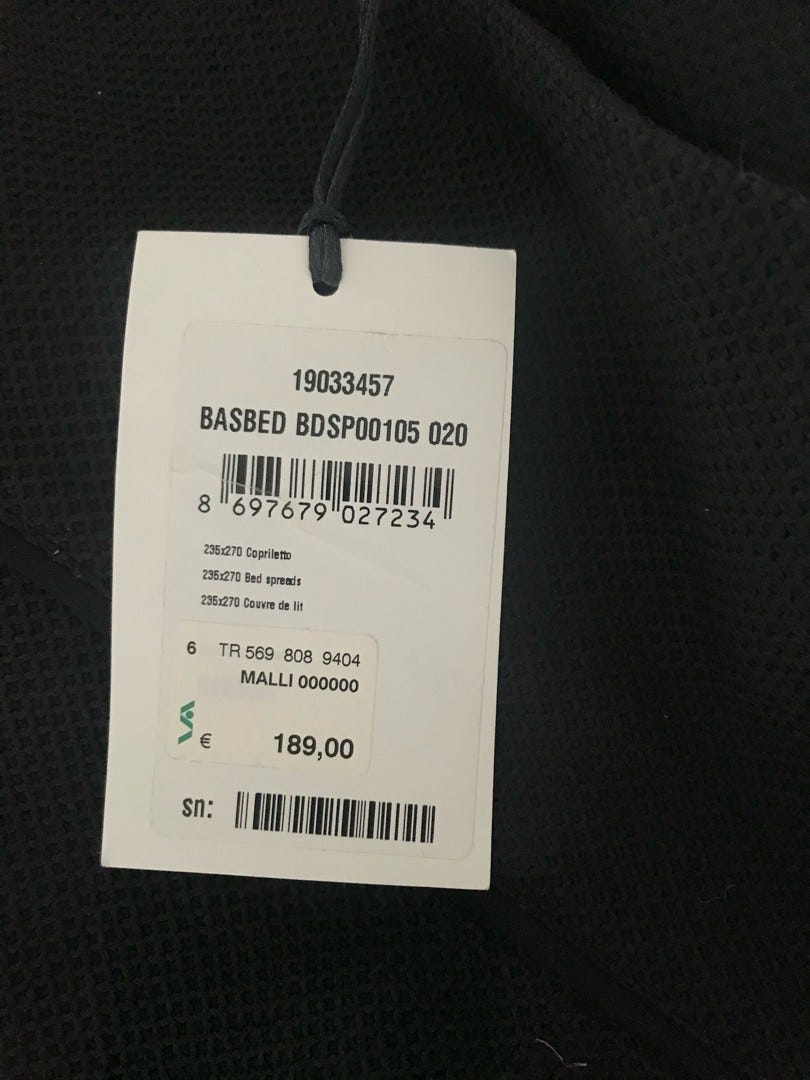 19033457
BASBED BDSP00105 020
8 697679 027234
235x270 Copriletto
235x270 Bed spreads
235x270 Couvre de lit
6 TR 569 808 9404
MALLI 000000
€ 189,00
sn: